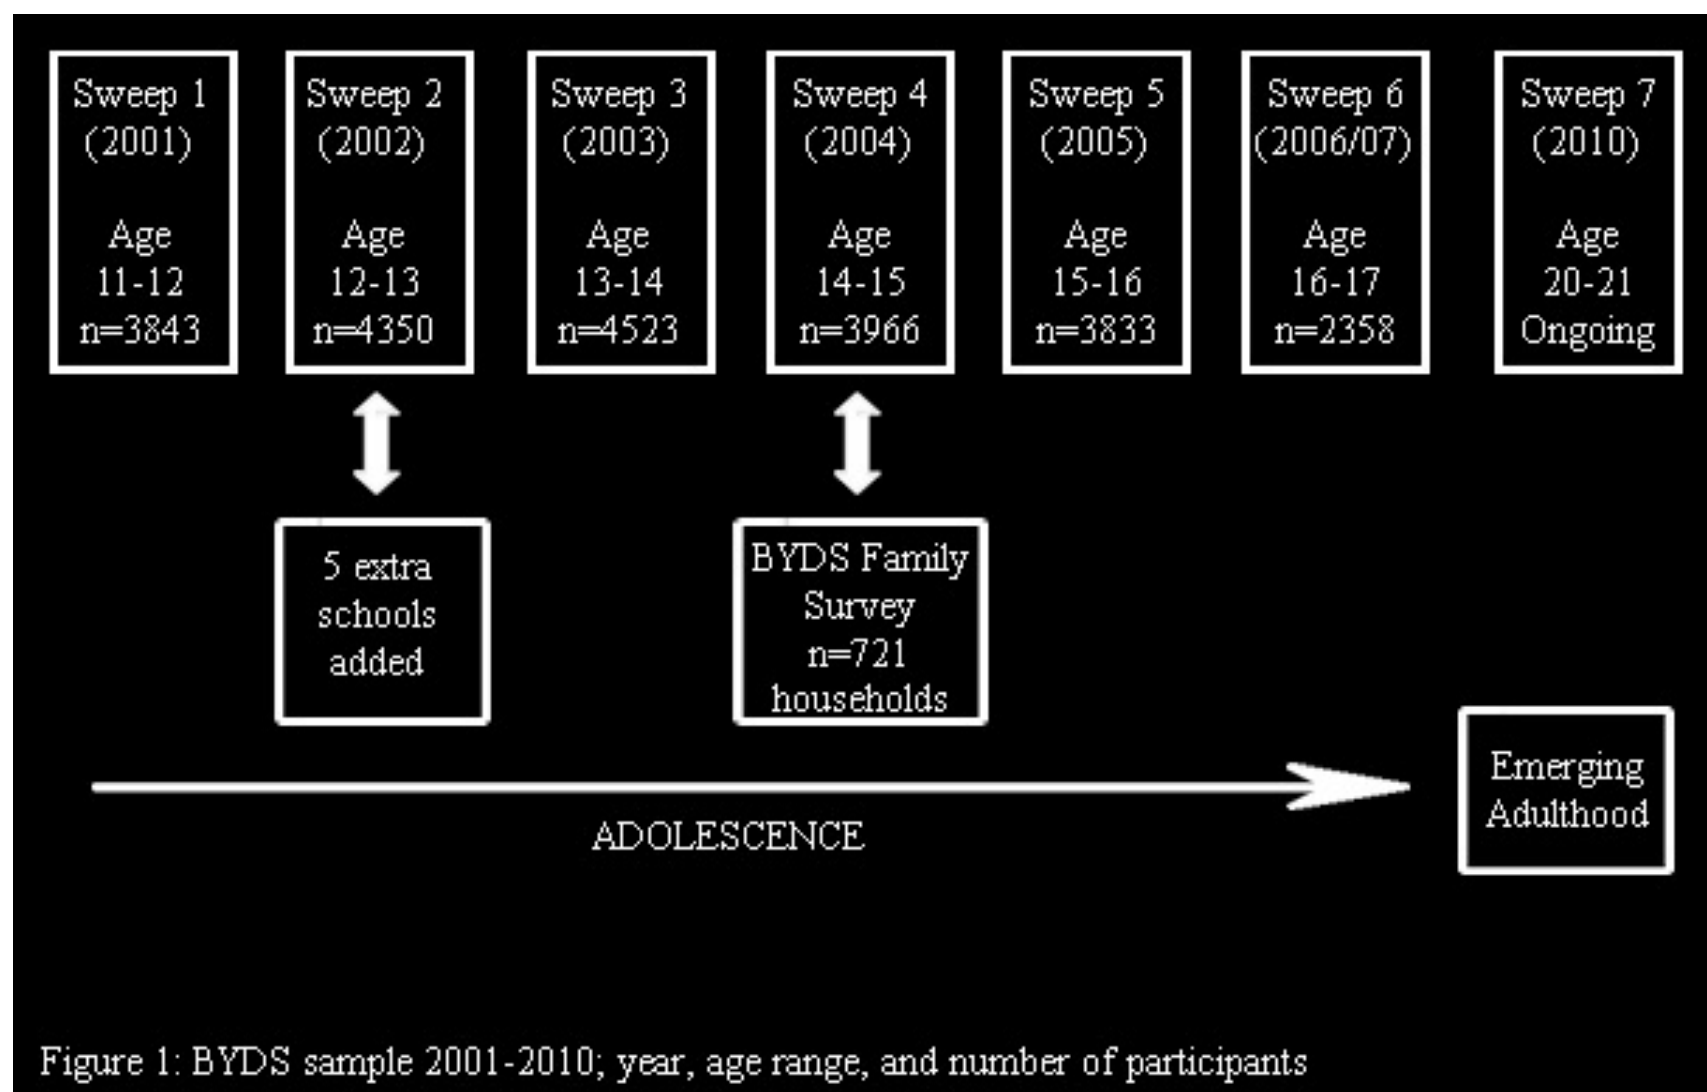 Sweep 1
(2001)
Age
11-12
n=3843
Sweep 2
(2002)
Age
12-13
n=4350
Sweep 3
(2003)
Age
13-14
n=4523
Sweep 4
(2004)
Age
14-15
n=3966
Sweep 5
(2005)
Age
15-16
n=3833
Sweep 6
(2006/07)
Age
16-17
n=2358
Sweep 7
(2010)
Age
20-21
Ongoing
5 extra
schools
added
BYDS Family
Survey
n=721
households
ADOLESCENCE
Emerging
Adulthood
Figure 1: BYDS sample 2001-2010; year, age range, and number of participants